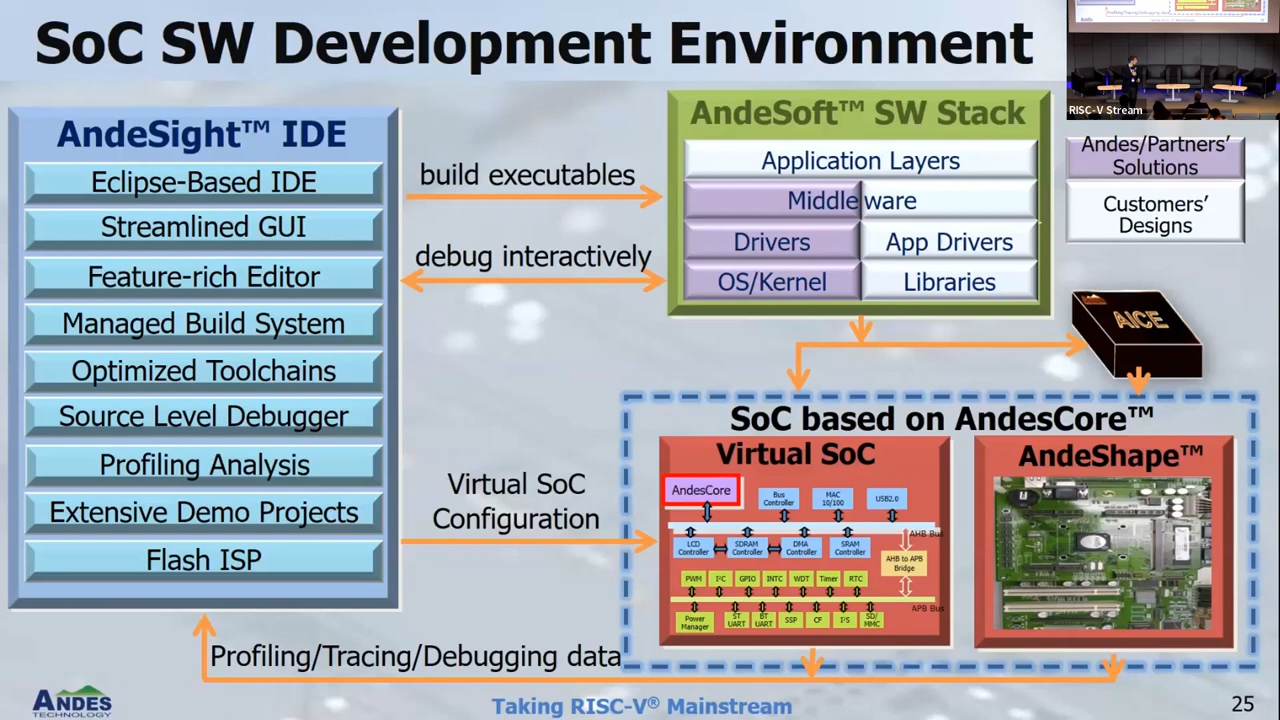 SoC SW Development Environment
RISC-V Stream
AndeSight™ IDE
Eclipse-Based IDE
Streamlined GUI
Feature-rich Editor
Managed Build System
Optimized Toolchains
Source Level Debugger
Profiling Analysis
Extensive Demo Projects
Flash ISP
build executables
debug interactively
Virtual SoC
Configuration
AndeSoft™ SW Stack
Application Layers
Middleware
Drivers
App Drivers
OS/Kernel
Libraries
Andes/Partners’
Solutions
Customers’
Designs
AICE
SoC based on AndesCore™
Virtual SoC
AndesCore
Bus
Controller
MAC
10/100
USB2.0
AHB Bus
LCD
Controller
SDRAM
Controller
DMA
Controller
SRAM
Controller
AHB to APB
Bridge
PWM
I²C
GPIO
INTC
WDT
Timer
RTC
APB Bus
Power
Manager
ST
UART
BT
UART
SSP
CF
I²S
SD/
MMC
AndeShape™
Profiling/Tracing/Debugging data
ANDES
TECHNOLOGY
Taking RISC-V® Mainstream
25